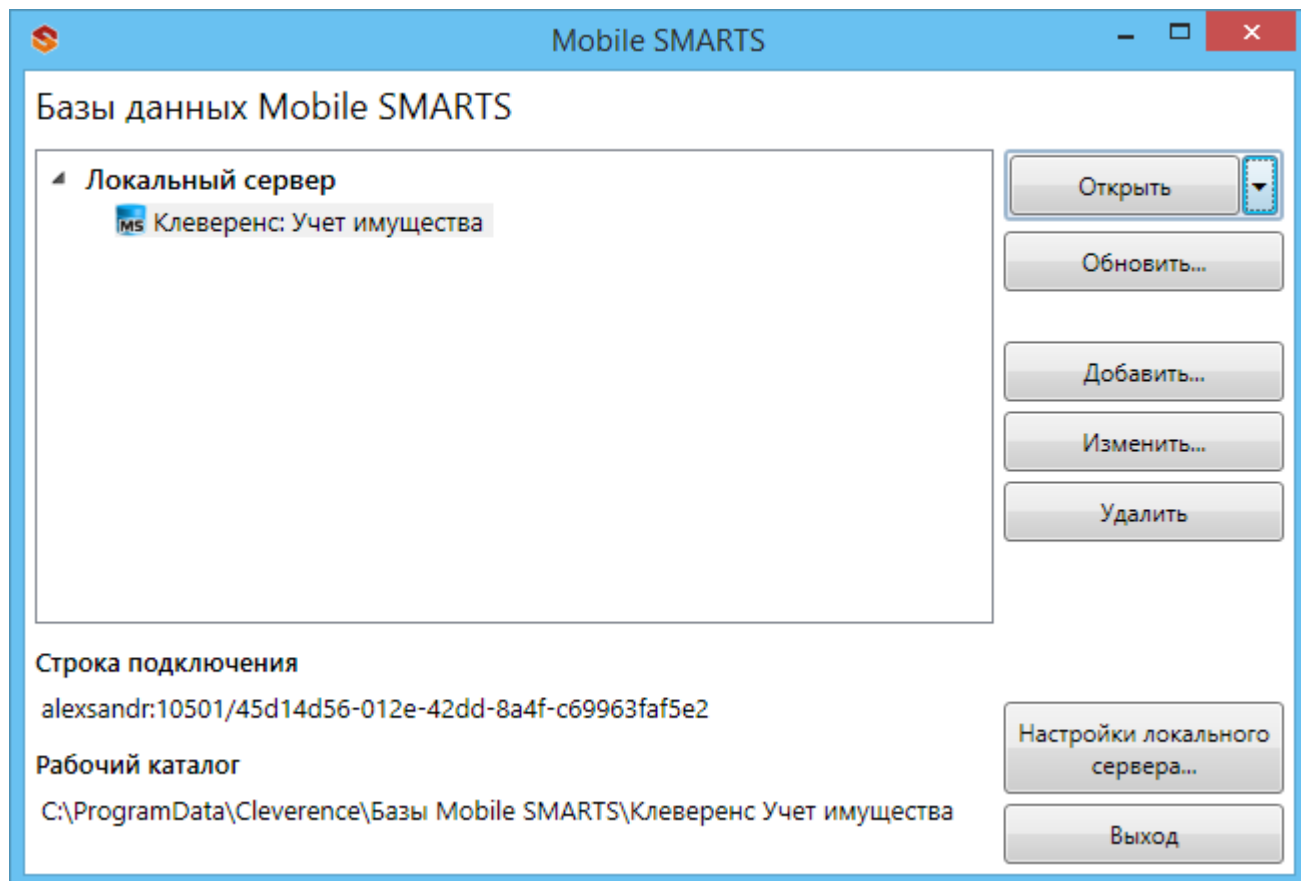 Mobile SMARTS
Базы данных Mobile SMARTS
Локальный сервер
MS Клеверенс: Учет имущества
Открыть
Обновить...
Добавить...
Изменить...
Удалить
Строка подключения
alexsandr:10501/45d14d56-012e-42dd-8a4f-c69963faf5e2
Рабочий каталог
C:\ProgramData\Cleverence\Базы Mobile SMARTS\Клеверенс Учет имущества
Настройки локального
сервера...
Выход